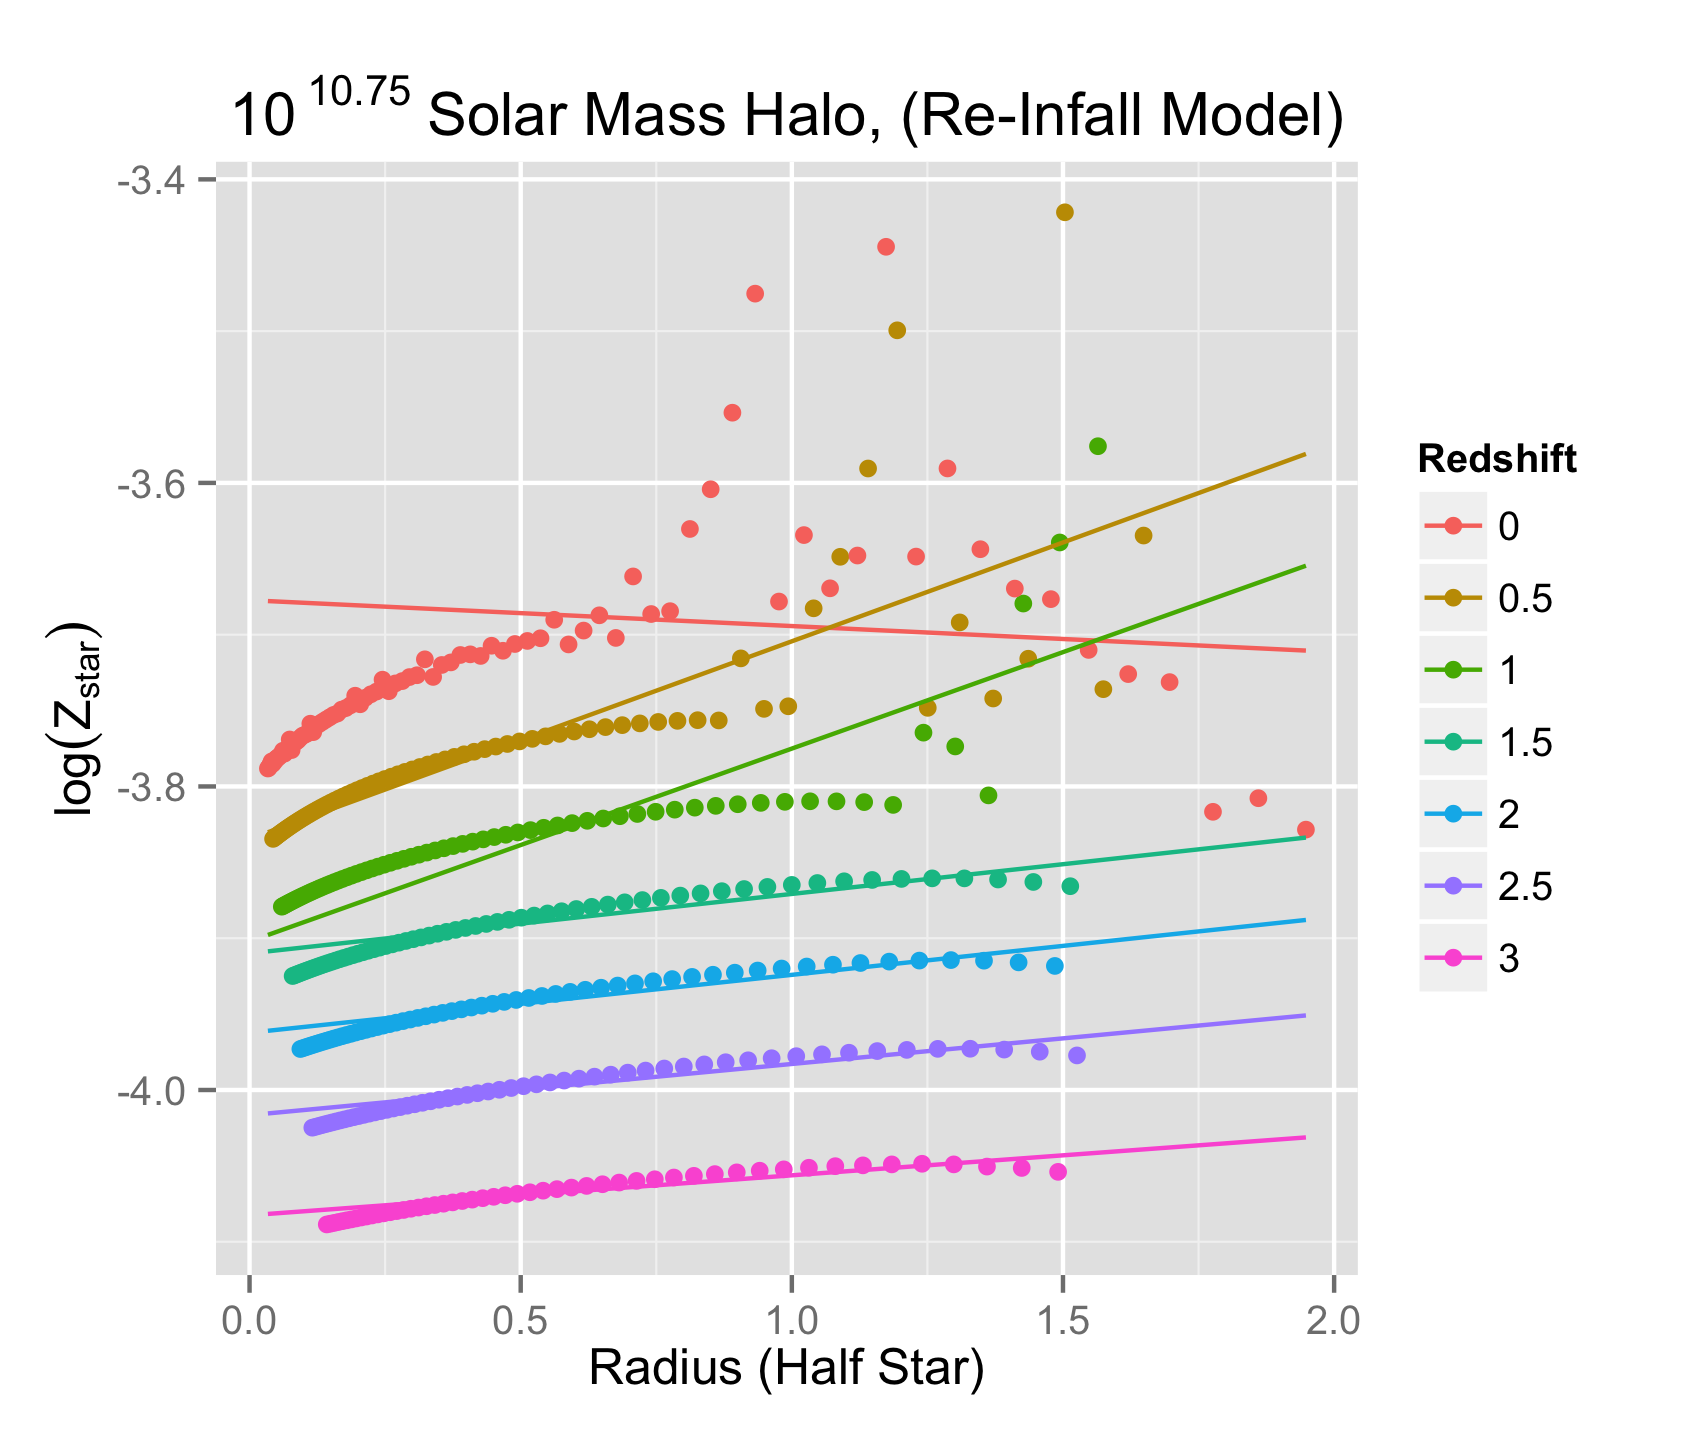 10 10.75 Solar Mass Halo, (Re-Infall Model)
-3.4
-3.6
-3.8
-4.0
log(Zstar)
0.0 0.5 1.0 1.5 2.0
Radius (Half Star)
Redshift
0
0.5
1
1.5
2
2.5
3